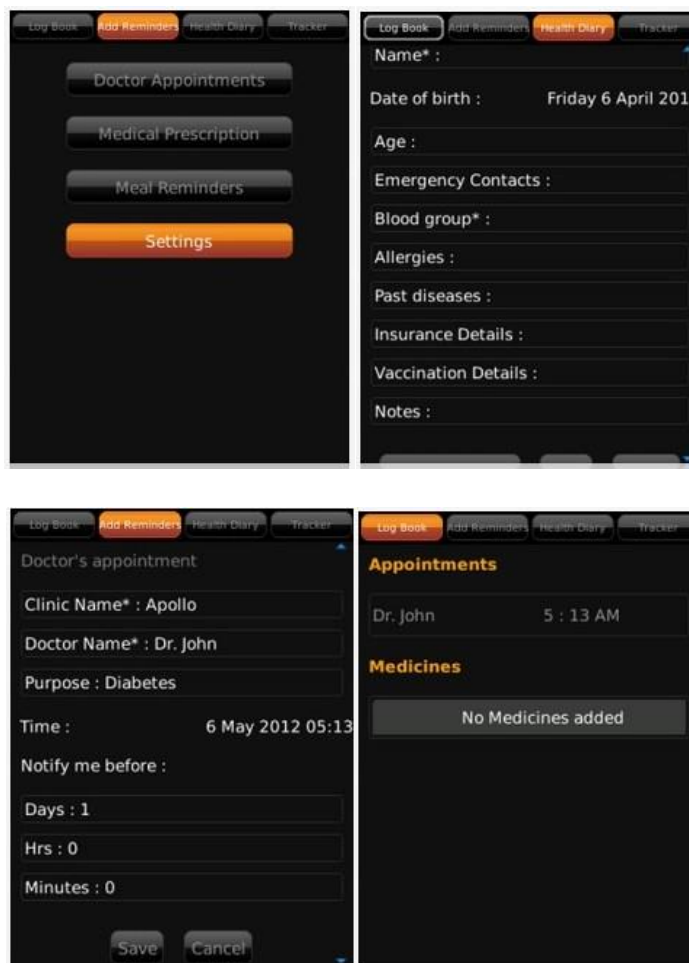 Log Book Add Reminders Health Diary Tracker
Doctor Appointments
Medical Prescription
Meal Reminders
Settings
Log Book Add Reminders Health Diary Tracker
Name* :
Date of birth : Friday 6 April 201
Age :
Emergency Contacts :
Blood group* :
Allergies :
Past diseases :
Insurance Details :
Vaccination Details :
Notes :
Log Book Add Reminders Health Diary Tracker
Doctor's appointment
Clinic Name* : Apollo
Doctor Name* : Dr. John
Purpose : Diabetes
Time : 6 May 2012 05:13
Notify me before :
Days : 1
Hrs : 0
Minutes : 0
Save Cancel
Log Book Add Reminders Health Diary Tracker
Appointments
Dr. John 5 : 13 AM
Medicines
No Medicines added